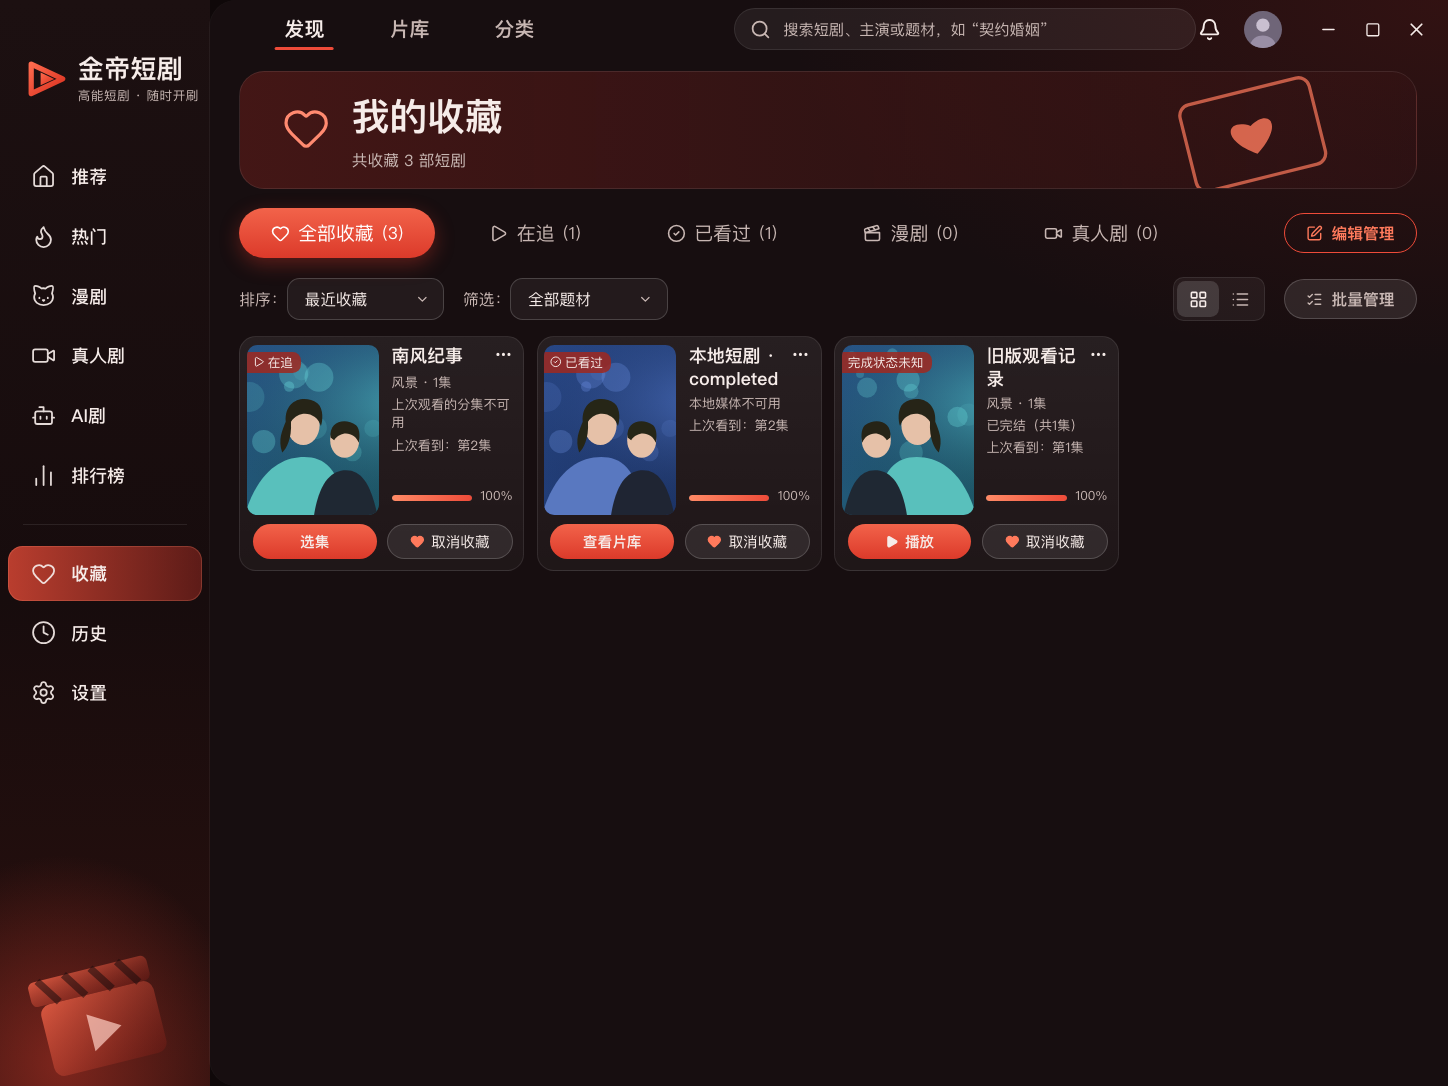 金帝短剧
高能短剧 · 随时开刷
推荐
热门
漫剧
真人剧
AI剧
排行榜
收藏
历史
设置
发现
片库
分类
搜索短剧、主演或题材，如“契约婚姻”
我的收藏
共收藏 3 部短剧
全部收藏 (3)
在追 (1)
已看过 (1)
漫剧 (0)
真人剧 (0)
编辑管理
排序：
最近收藏
筛选：
全部题材
批量管理
在追
南风纪事
风景 · 1集
上次观看的分集不可
用
上次看到：第2集
100%
选集
取消收藏
已看过
本地短剧 ·
completed
本地媒体不可用
上次看到：第2集
100%
查看片库
取消收藏
完成状态未知
旧版观看记
录
风景 · 1集
已完结（共1集）
上次看到：第1集
100%
播放
取消收藏